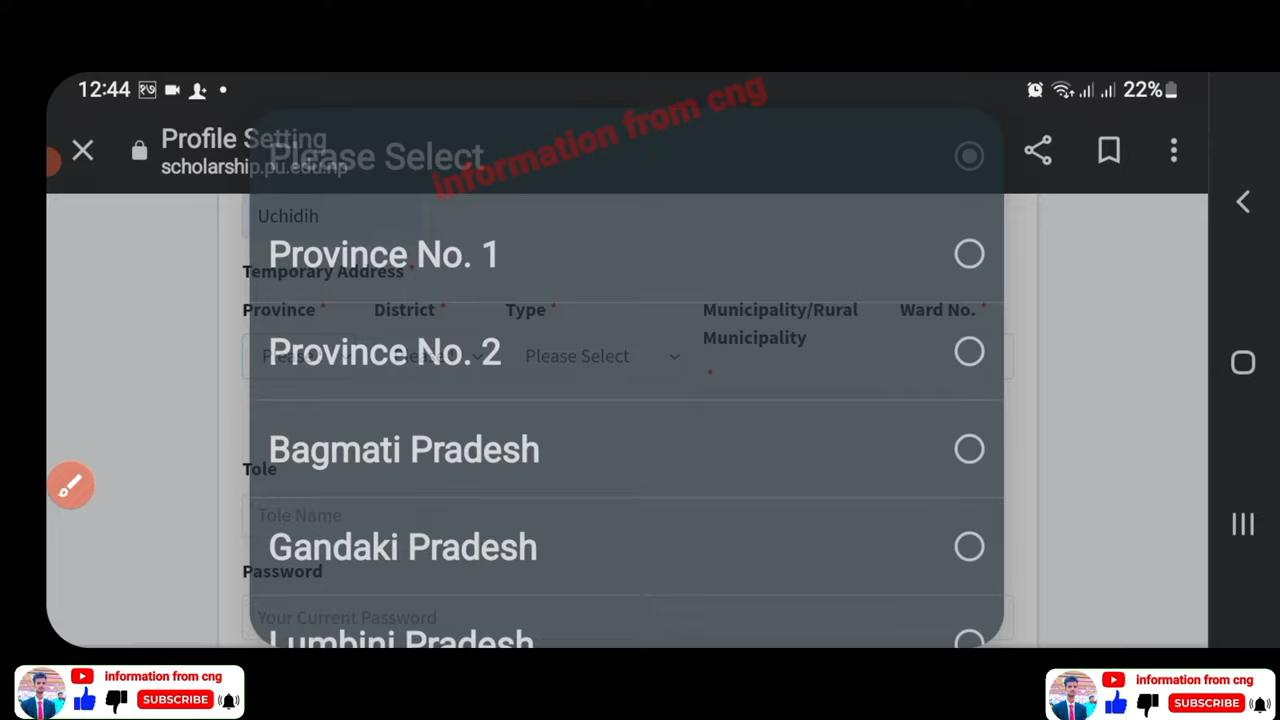 12:44
22%
Profile Setting
scholarship.pu.edu.np
information from cng
Please Select
Uchidih
Province No. 1
Temporary Address *
Province * District * Type * Municipality/Rural Municipality * Ward No. *
Province No. 2
Please Select
Bagmati Pradesh
Tole
Tole Name
Gandaki Pradesh
Password
Your Current Password
Lumbini Pradesh
information from cng
SUBSCRIBE
information from cng
SUBSCRIBE